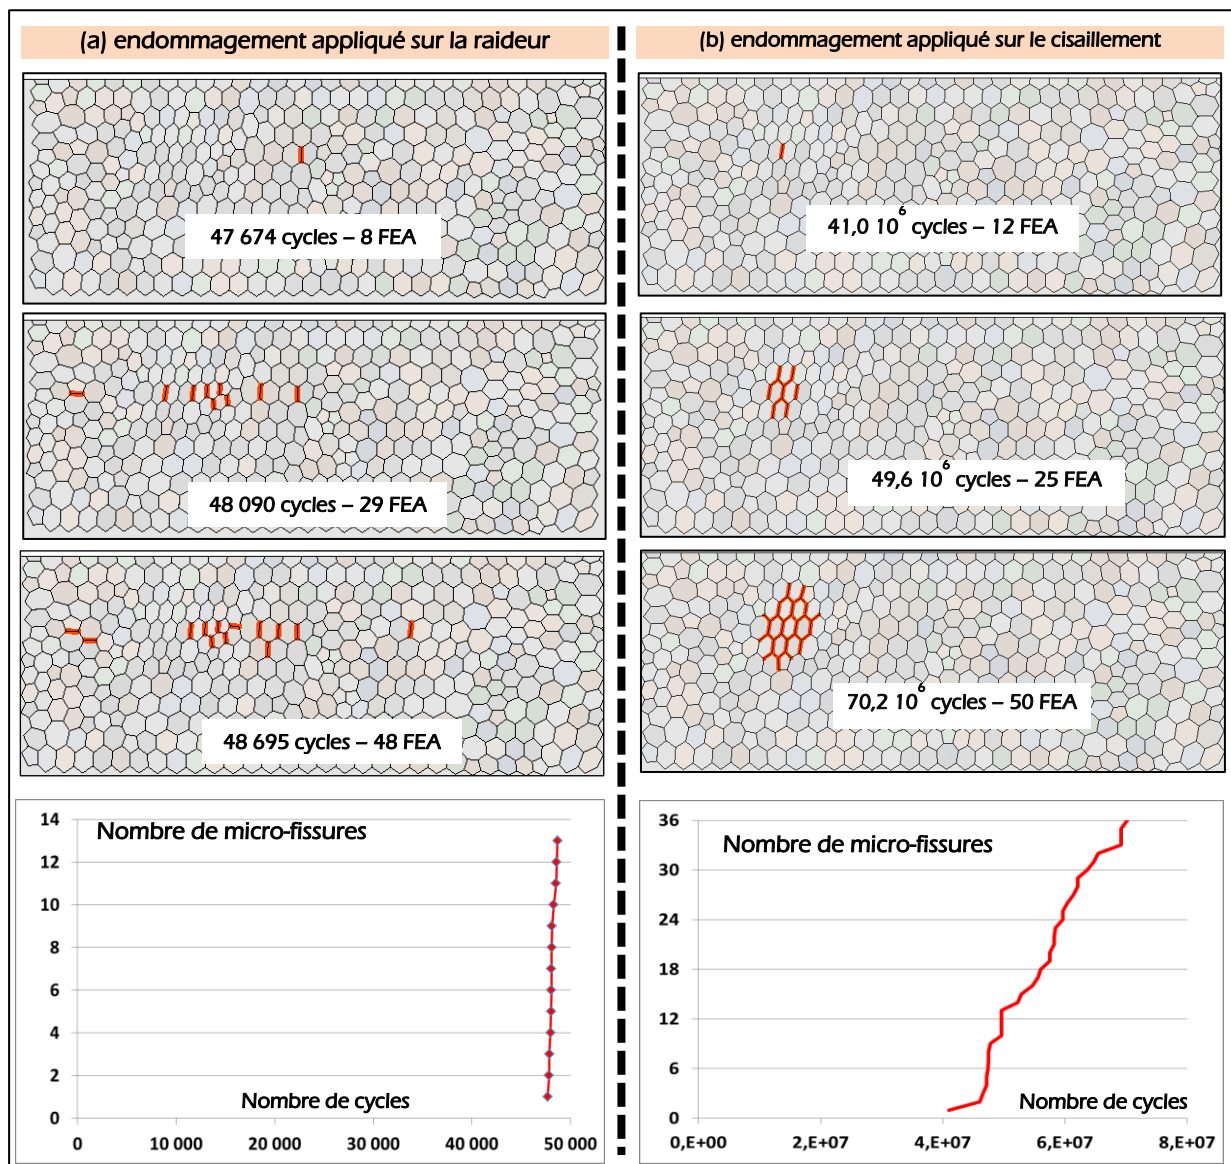 (a) endommagement appliqué sur la raideur
47 674 cycles – 8 FEA
48 090 cycles – 29 FEA
48 695 cycles – 48 FEA
Nombre de micro-fissures
14
12
10
8
6
4
2
0
Nombre de cycles
0 10 000 20 000 30 000 40 000 50 000
(b) endommagement appliqué sur le cisaillement
41,0 10⁶ cycles – 12 FEA
49,6 10⁶ cycles – 25 FEA
70,2 10⁶ cycles – 50 FEA
Nombre de micro-fissures
36
30
24
18
12
6
0
Nombre de cycles
0,E+00 2,E+07 4,E+07 6,E+07 8,E+07